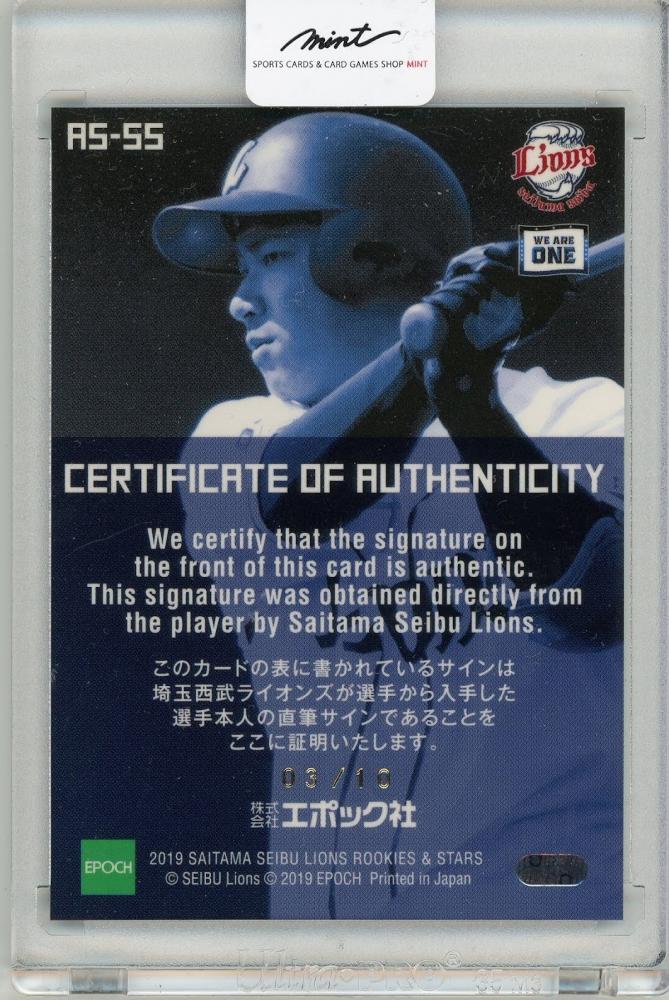 mint
SPORTS CARDS & CARD GAMES SHOP MINT
AS-55
Lions
saitama seibu
WE ARE
ONE
CERTIFICATE OF AUTHENTICITY
We certify that the signature on
the front of this card is authentic.
This signature was obtained directly from
the player by Saitama Seibu Lions.
このカードの表に書かれているサインは
埼玉西武ライオンズが選手から入手した
選手本人の直筆サインであることを
ここに証明いたします。
03/10
株式会社エポック社
EPOCH
2019 SAITAMA SEIBU LIONS ROOKIES & STARS
© SEIBU Lions © 2019 EPOCH Printed in Japan
Ultra·PRO®